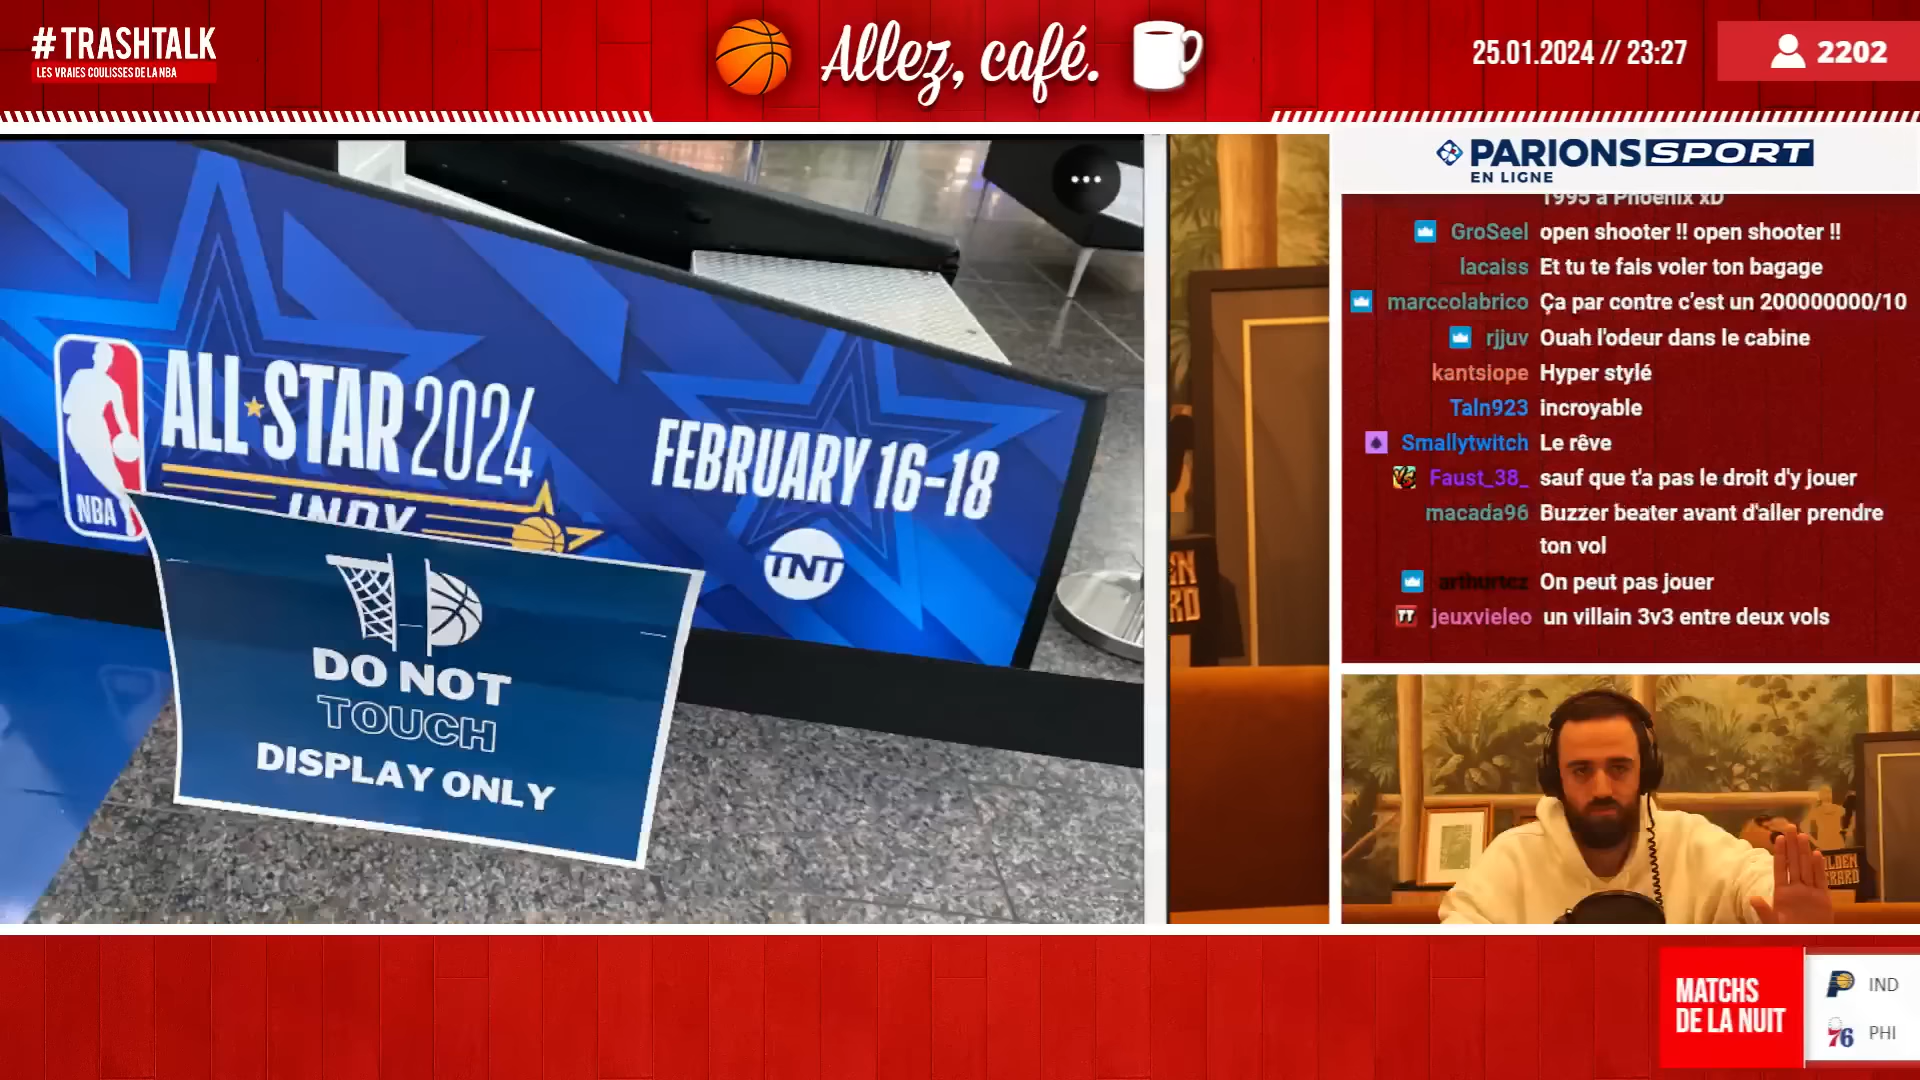 #TRASHTALK
LES VRAIES COULISSES DE LA NBA
Allez, café.
25.01.2024 // 23:27
2202
NBA
ALL STAR 2024
INDY
FEBRUARY 16-18
TNT
DO NOT
TOUCH
DISPLAY ONLY
PARIONS SPORT
EN LIGNE
1995 à Phoenix xD
GroSeel open shooter !! open shooter !!
lacaiss Et tu te fais voler ton bagage
marccolabrico Ça par contre c'est un 200000000/10
rjjuv Ouah l'odeur dans le cabine
kantsiope Hyper stylé
Taln923 incroyable
Smallytwitch Le rêve
Faust_38_ sauf que t'a pas le droit d'y jouer
macada96 Buzzer beater avant d'aller prendre
ton vol
arthurtcz On peut pas jouer
TT jeuxvieleo un villain 3v3 entre deux vols
MATCHS
DE LA NUIT
IND
76 PHI